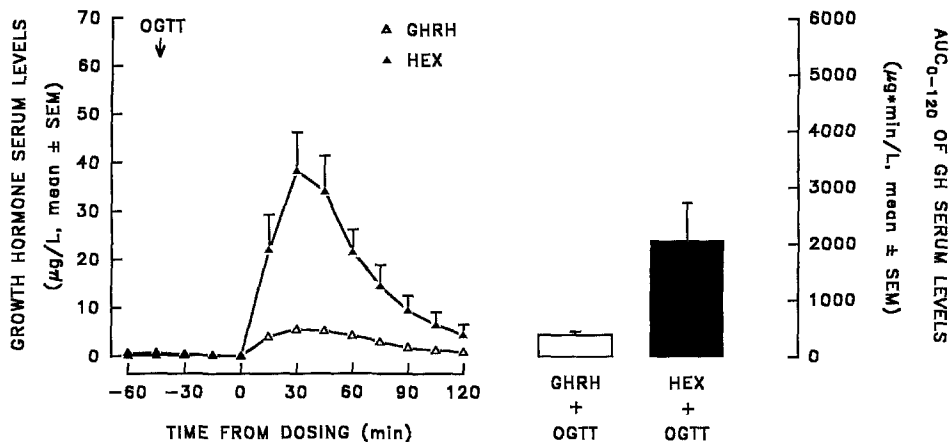 GROWTH HORMONE SERUM LEVELS
(µg/L, mean ± SEM)
70
60
50
40
30
20
10
0
OGTT
GHRH
HEX
-60
-30
0
30
60
90
120
TIME FROM DOSING (min)
GHRH
+
OGTT
HEX
+
OGTT
6000
5000
4000
3000
2000
1000
0
(µg*min/L, mean ± SEM)
AUC0-120 OF GH SERUM LEVELS